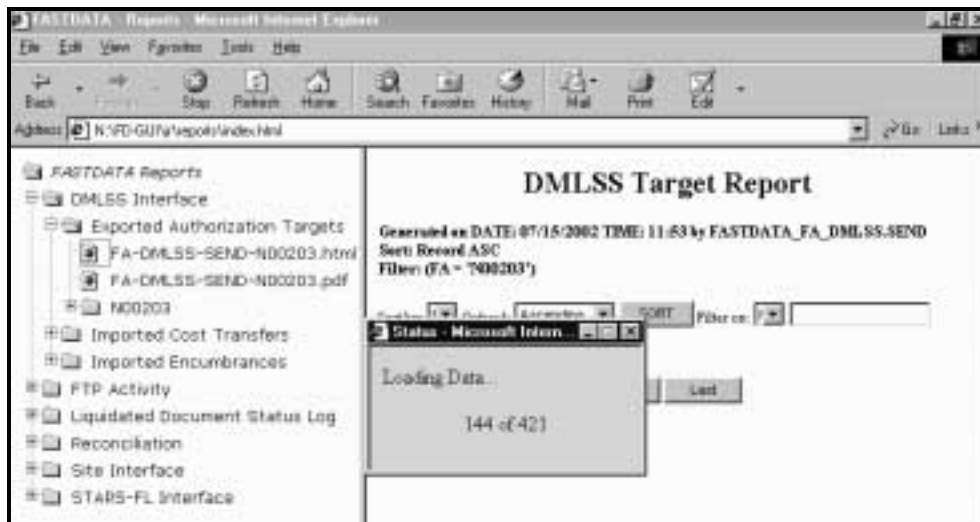 FASTDATA - Reports - Microsoft Internet Explorer
File Edit View Favorites Tools Help
Back Stop Refresh Home Search Favorites History Mail Print Edit
Address N:\FD-GUI\a\reports\index.html Go Links
FASTDATA Reports
DMLSS Interface
Exported Authorization Targets
FA-DMLSS-SEND-N00203.html
FA-DMLSS-SEND-N00203.pdf
N00203
Imported Cost Transfers
Imported Encumbrances
FTP Activity
Liquidated Document Status Log
Reconciliation
Site Interface
STARS-FL Interface
DMLSS Target Report
Generated on DATE: 07/15/2002 TIME: 11:53 by FASTDATA_FA_DMLSS.SEND
Sort: Record ASC
Filter: (FA = 'N00203')
Ascending SORT Filter on:
Status - Microsoft Intern...
Loading Data...
144 of 421
Last